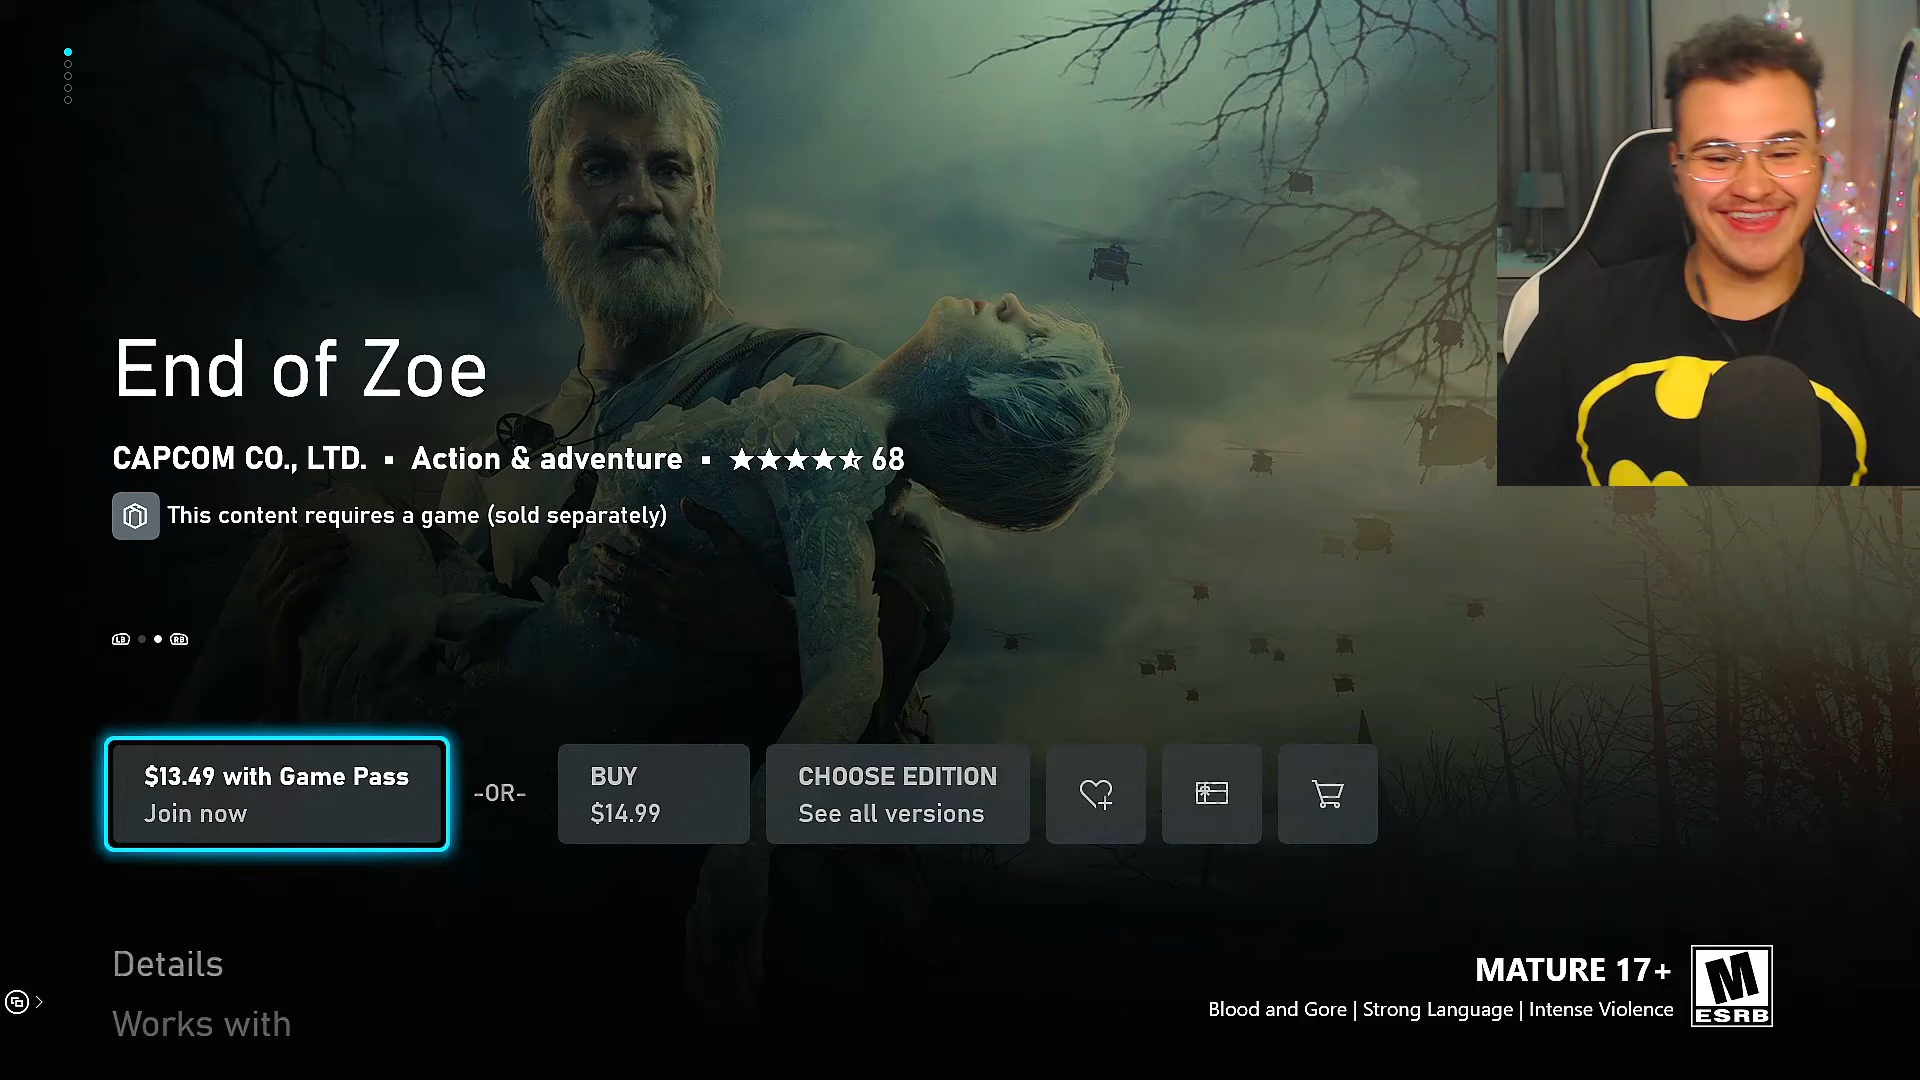 End of Zoe
CAPCOM CO., LTD. ▪ Action & adventure ▪ ★★★★⯪ 68
This content requires a game (sold separately)
LB RB
$13.49 with Game Pass
Join now
-OR-
BUY
$14.99
CHOOSE EDITION
See all versions
Details
Works with
MATURE 17+
Blood and Gore | Strong Language | Intense Violence
M
ESRB